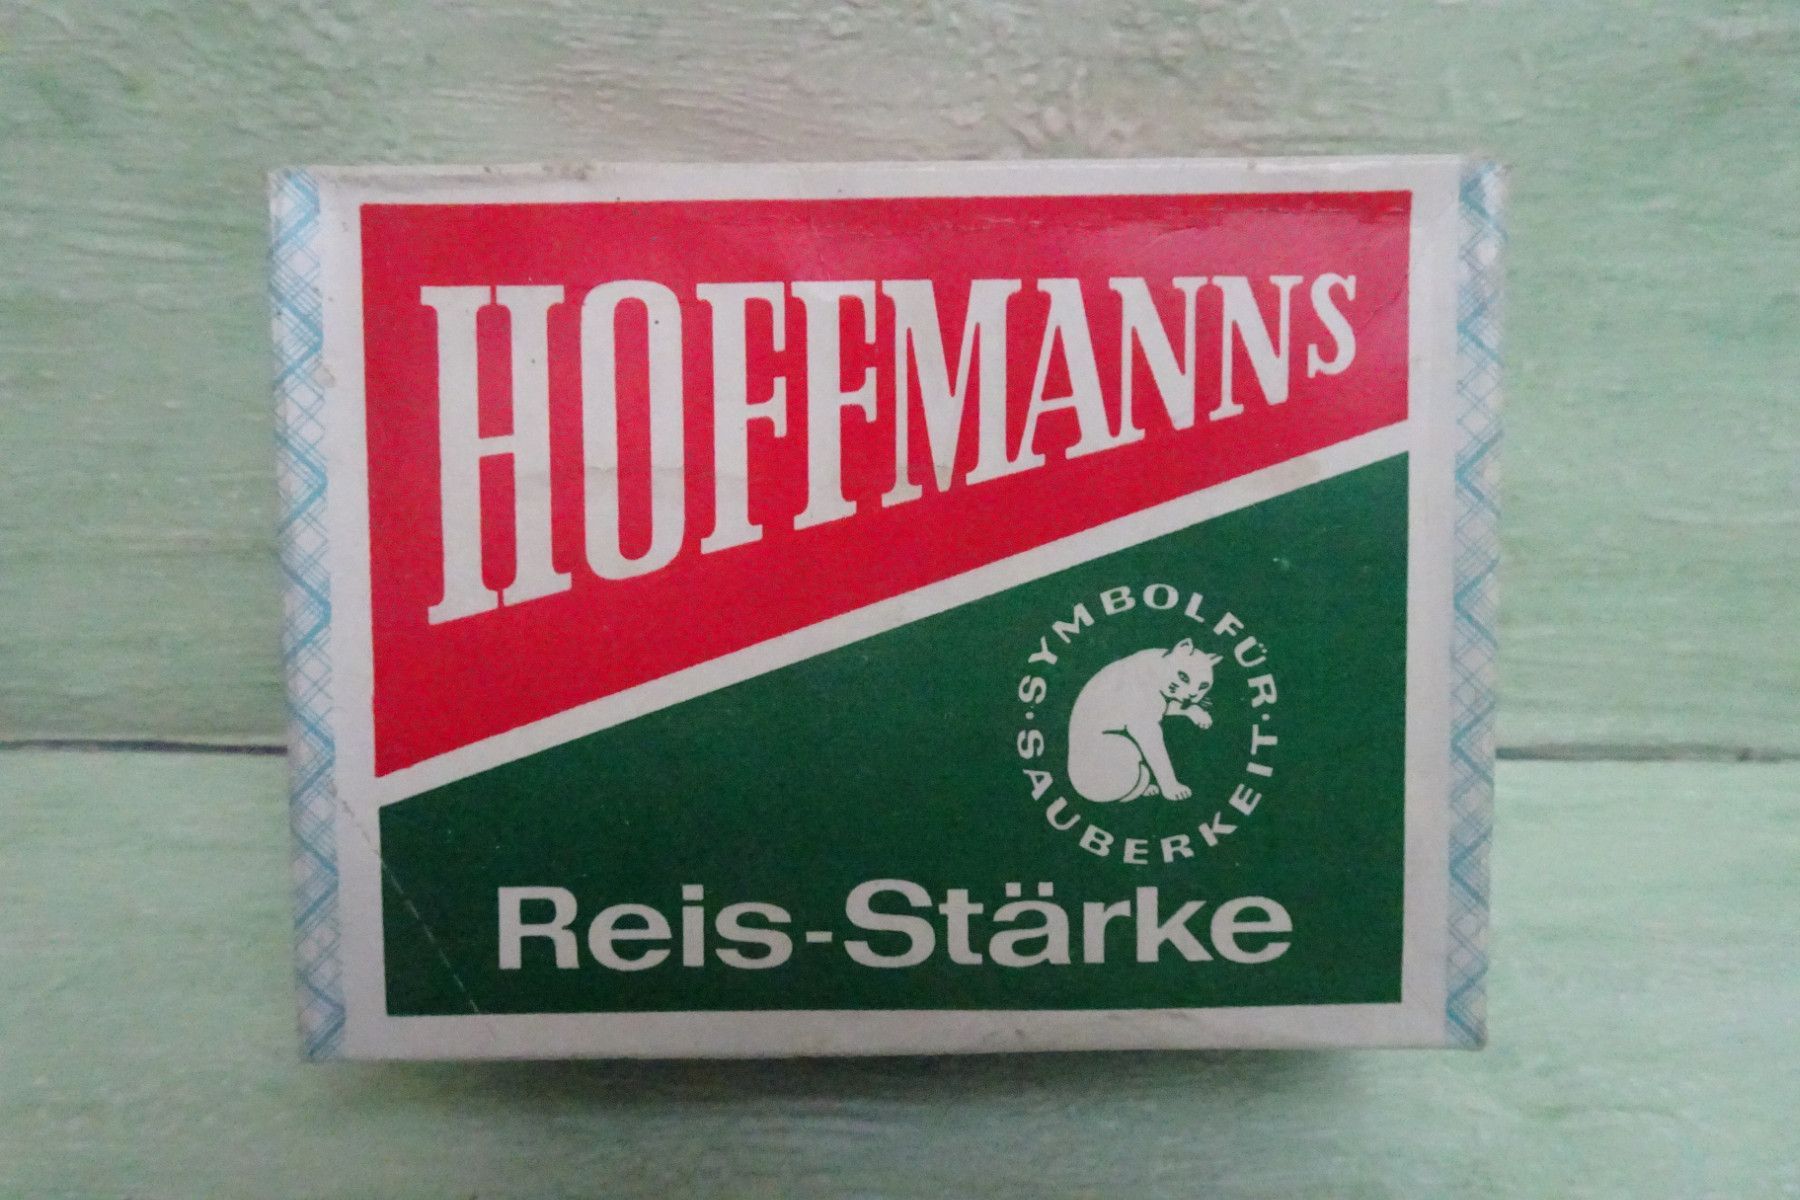 HOFFMANNS
·SYMBOL FÜR·
SAUBERKEIT
Reis-Stärke